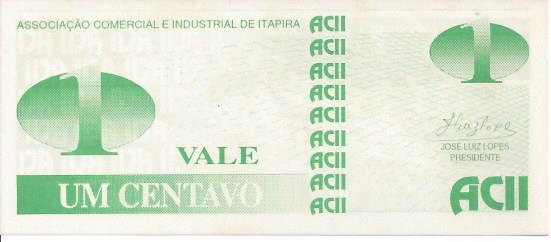 ASSOCIAÇÃO COMERCIAL E INDUSTRIAL DE ITAPIRA
1
VALE
UM CENTAVO
ACII
ACII
ACII
ACII
ACII
ACII
ACII
ACII
ACII
1
JOSÉ LUIZ LOPES
PRESIDENTE
ACII